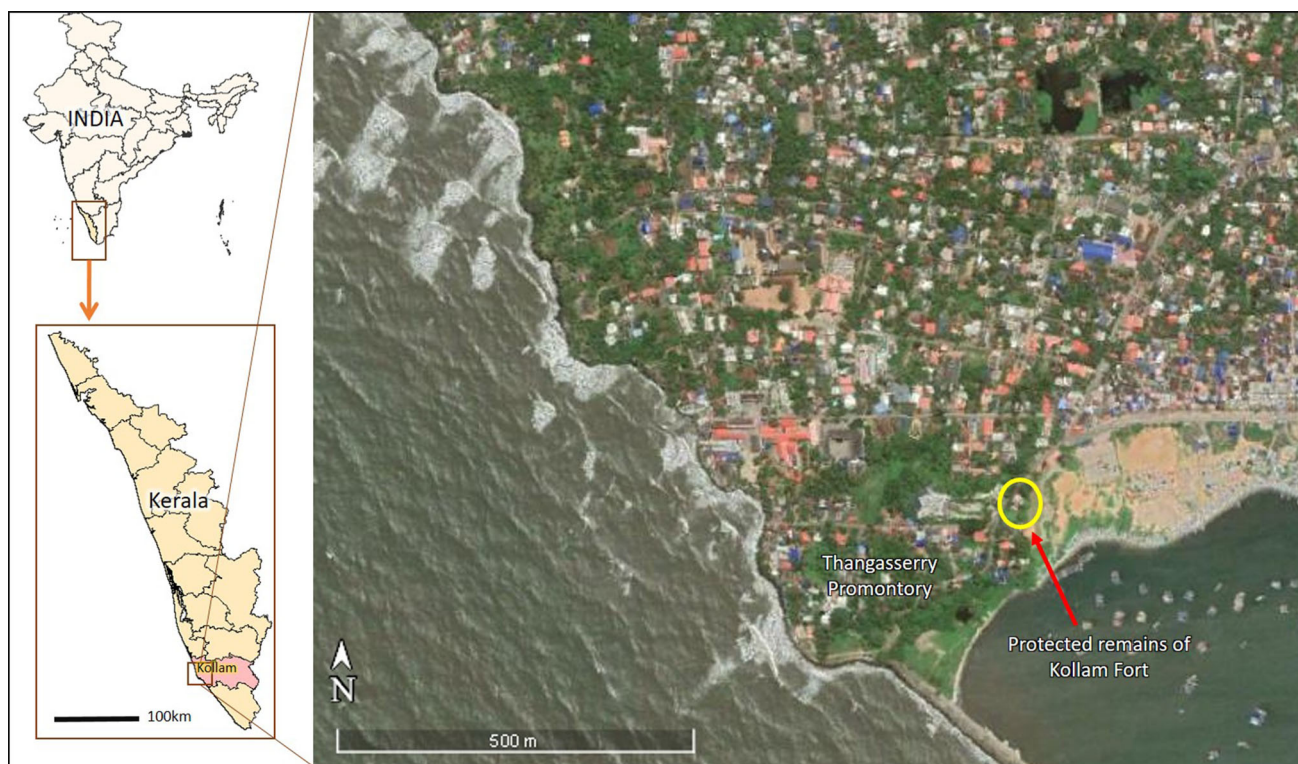 INDIA
Kerala
Kollam
100km
Thangasserry
Promontory
Protected remains of
Kollam Fort
N
500 m